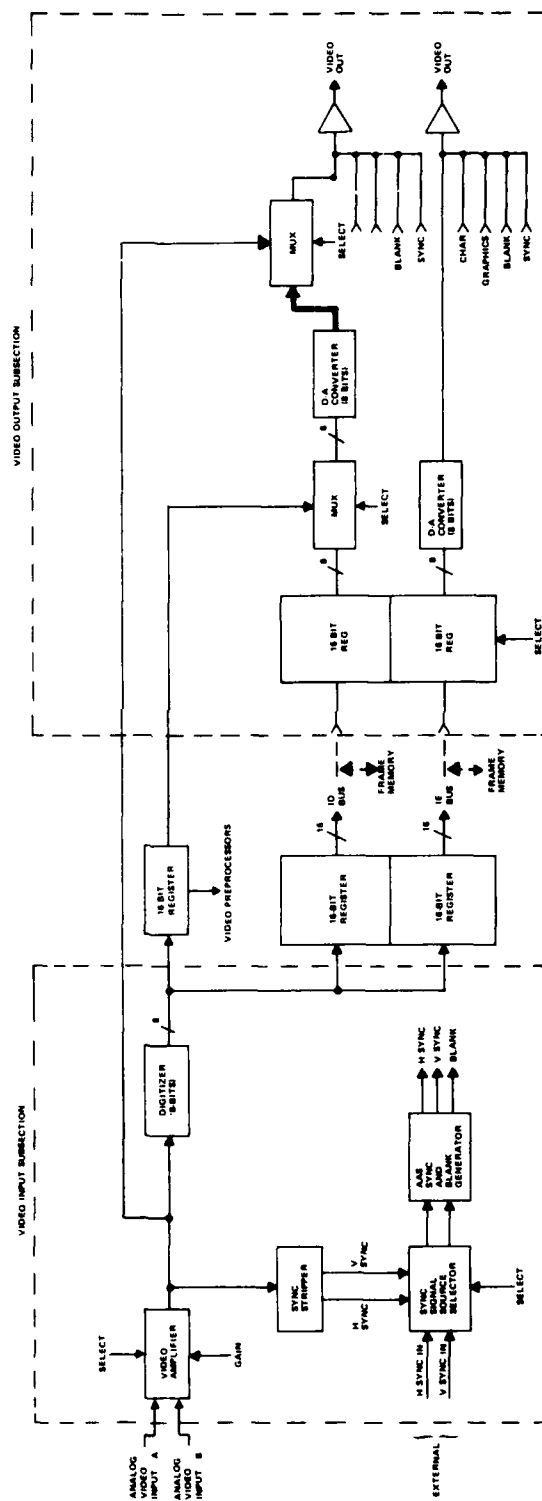 VIDEO INPUT SUBSECTION
ANALOG
VIDEO
INPUT A
ANALOG
VIDEO
INPUT B
SELECT
VIDEO
AMPLIFIER
GAIN
DIGITIZER
(8-BITS)
8
SYNC
STRIPPER
H
SYNC
V
SYNC
EXTERNAL
H SYNC IN
V SYNC IN
SYNC
SIGNAL
SOURCE
SELECTOR
SELECT
AAS
SYNC
AND
BLANK
GENERATOR
H SYNC
V SYNC
BLANK
16-BIT
REGISTER
VIDEO PREPROCESSORS
16-BIT
REGISTER
16-BIT
REGISTER
16
IO
BUS
FRAME
MEMORY
16
IE
BUS
FRAME
MEMORY
VIDEO OUTPUT SUBSECTION
16 BIT
REG
16 BIT
REG
SELECT
8
MUX
SELECT
8
D-A
CONVERTER
(8 BITS)
8
D-A
CONVERTER
(8 BITS)
MUX
SELECT
BLANK
SYNC
VIDEO
OUT
CHAR
GRAPHICS
BLANK
SYNC
VIDEO
OUT